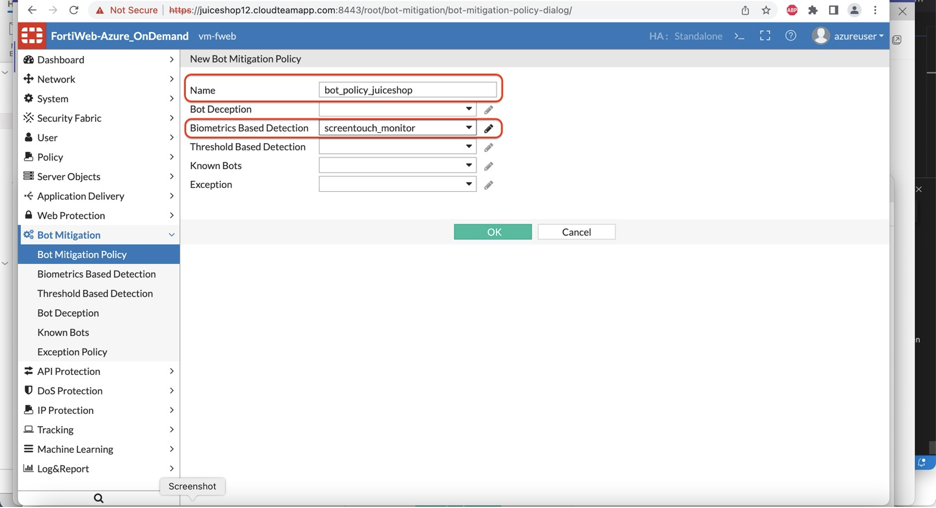 Not Secure
https://juiceshop12.cloudteamapp.com:8443/root/bot-mitigation/bot-mitigation-policy-dialog/
ABP
FortiWeb-Azure_OnDemand vm-fweb
HA: Standalone
azureuser
Dashboard
Network
System
Security Fabric
User
Policy
Server Objects
Application Delivery
Web Protection
Bot Mitigation
Bot Mitigation Policy
Biometrics Based Detection
Threshold Based Detection
Bot Deception
Known Bots
Exception Policy
API Protection
DoS Protection
IP Protection
Tracking
Machine Learning
Log&Report
New Bot Mitigation Policy
Name bot_policy_juiceshop
Bot Deception
Biometrics Based Detection screentouch_monitor
Threshold Based Detection
Known Bots
Exception
OK Cancel
Screenshot